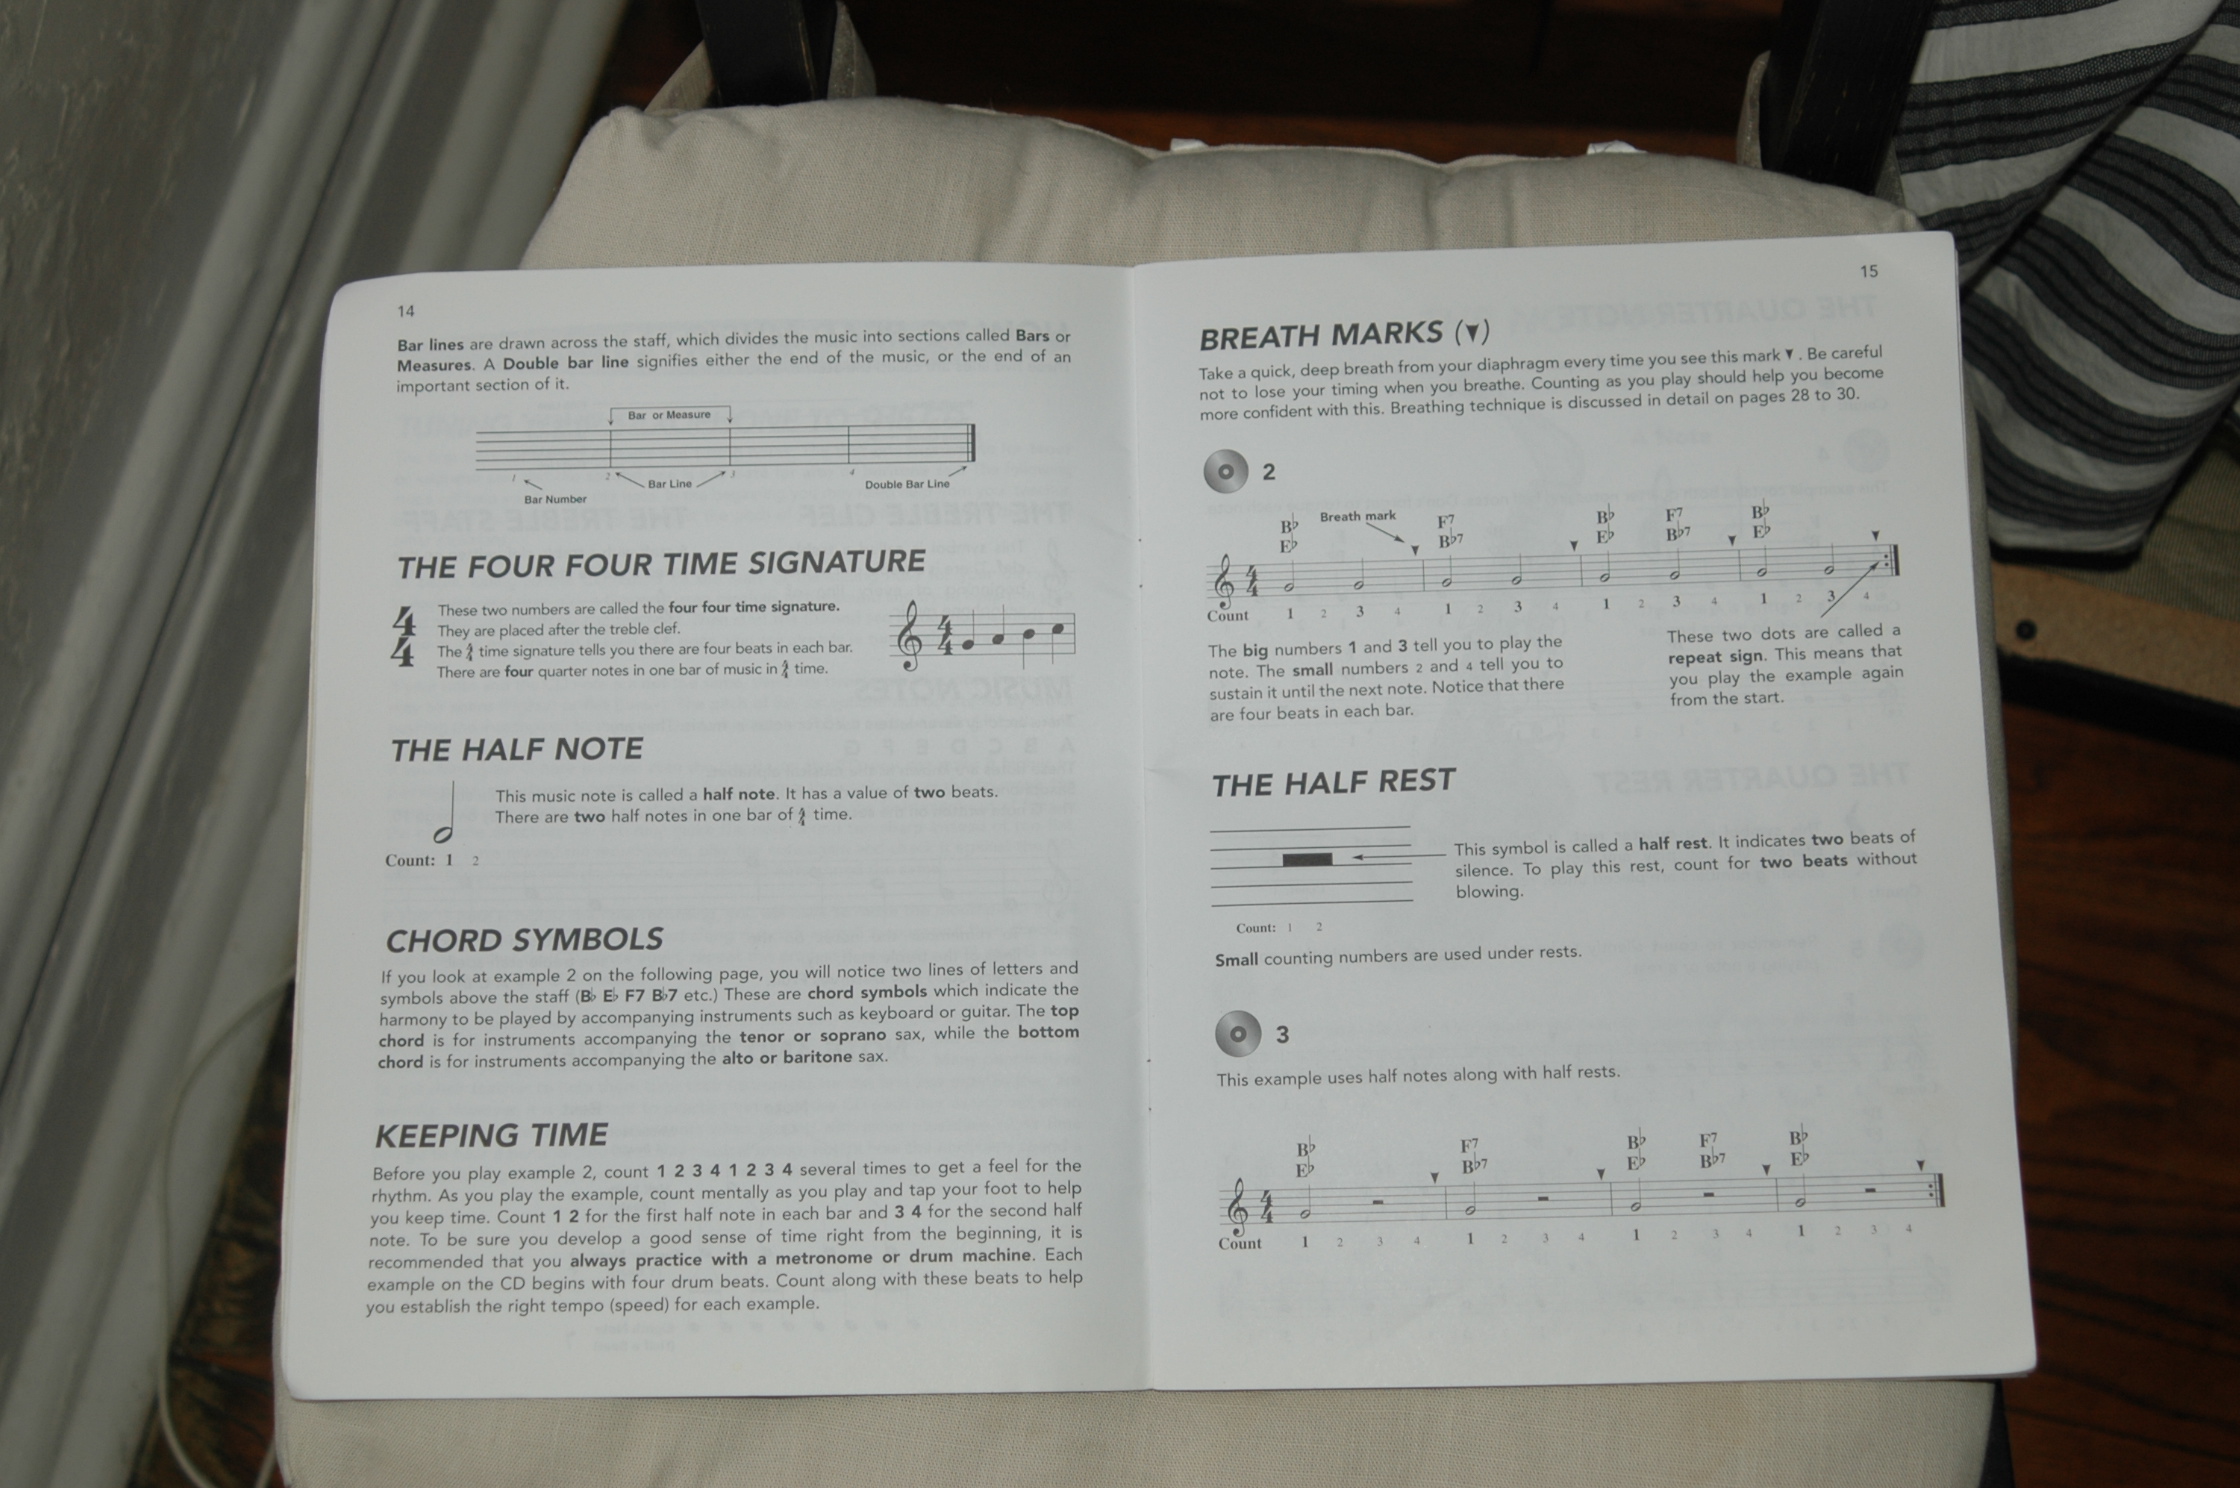 14
Bar lines are drawn across the staff, which divides the music into sections called Bars or
Measures. A Double bar line signifies either the end of the music, or the end of an
important section of it.
Bar or Measure
1 2 3 4
Bar Line
Double Bar Line
Bar Number
THE FOUR FOUR TIME SIGNATURE
4
4
These two numbers are called the four four time signature.
They are placed after the treble clef.
The 4/4 time signature tells you there are four beats in each bar.
There are four quarter notes in one bar of music in 4/4 time.
4
4
THE HALF NOTE
This music note is called a half note. It has a value of two beats.
There are two half notes in one bar of 4/4 time.
Count: 1 2
CHORD SYMBOLS
If you look at example 2 on the following page, you will notice two lines of letters and
symbols above the staff (B♭ E♭ F7 B♭7 etc.) These are chord symbols which indicate the
harmony to be played by accompanying instruments such as keyboard or guitar. The top
chord is for instruments accompanying the tenor or soprano sax, while the bottom
chord is for instruments accompanying the alto or baritone sax.
KEEPING TIME
Before you play example 2, count 1 2 3 4 1 2 3 4 several times to get a feel for the
rhythm. As you play the example, count mentally as you play and tap your foot to help
you keep time. Count 1 2 for the first half note in each bar and 3 4 for the second half
note. To be sure you develop a good sense of time right from the beginning, it is
recommended that you always practice with a metronome or drum machine. Each
example on the CD begins with four drum beats. Count along with these beats to help
you establish the right tempo (speed) for each example.
15
BREATH MARKS (▼)
Take a quick, deep breath from your diaphragm every time you see this mark ▼. Be careful
not to lose your timing when you breathe. Counting as you play should help you become
more confident with this. Breathing technique is discussed in detail on pages 28 to 30.
2
B♭ Breath mark F7 B♭ F7 B♭
E♭ B♭7 E♭ B♭7 E♭
4
4
Count 1 2 3 4 1 2 3 4 1 2 3 4 1 2 3 4
The big numbers 1 and 3 tell you to play the
note. The small numbers 2 and 4 tell you to
sustain it until the next note. Notice that there
are four beats in each bar.
These two dots are called a
repeat sign. This means that
you play the example again
from the start.
THE HALF REST
This symbol is called a half rest. It indicates two beats of
silence. To play this rest, count for two beats without
blowing.
Count: 1 2
Small counting numbers are used under rests.
3
This example uses half notes along with half rests.
B♭ F7 B♭ F7 B♭
E♭ B♭7 E♭ B♭7 E♭
4
4
Count 1 2 3 4 1 2 3 4 1 2 3 4 1 2 3 4